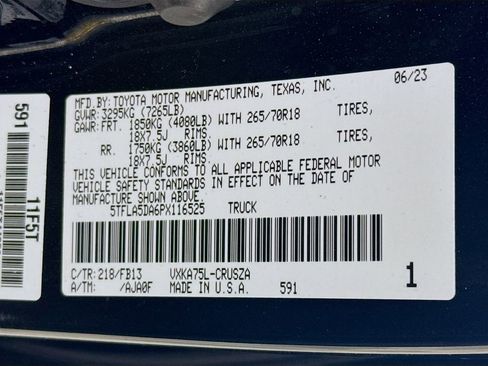 MFD.BY: TOYOTA MOTOR MANUFACTURING, TEXAS, INC. 06/23
GVWR: 3295KG (7265LB)
GAWR: FRT. 1850KG (4080LB) WITH 265/70R18 TIRES,
18X7.5J RIMS.
RR. 1750KG (3860LB) WITH 265/70R18 TIRES,
18X7.5J RIMS.
THIS VEHICLE CONFORMS TO ALL APPLICABLE FEDERAL MOTOR
VEHICLE SAFETY STANDARDS IN EFFECT ON THE DATE OF
MANUFACTURE SHOWN ABOVE.
5TFLA5DA6PX116525 TRUCK
C/TR: 218/FB13 VXKA75L-CRUSZA
A/TM: /AJA0F MADE IN U.S.A. 591 1
591
11F5T